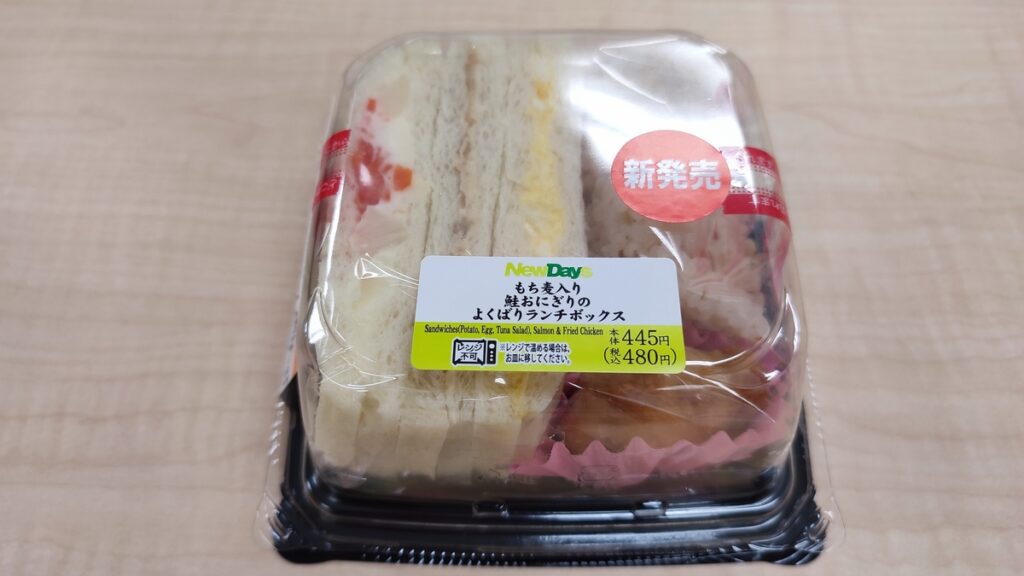 新発売
NewDays
もち麦入り
鮭おにぎりの
よくばりランチボックス
Sandwiches(Potato, Egg, Tuna Salad), Salmon & Fried Chicken
レンジ不可
※レンジで温める場合は、
お皿に移してください。
本体 445円
(税込 480円)